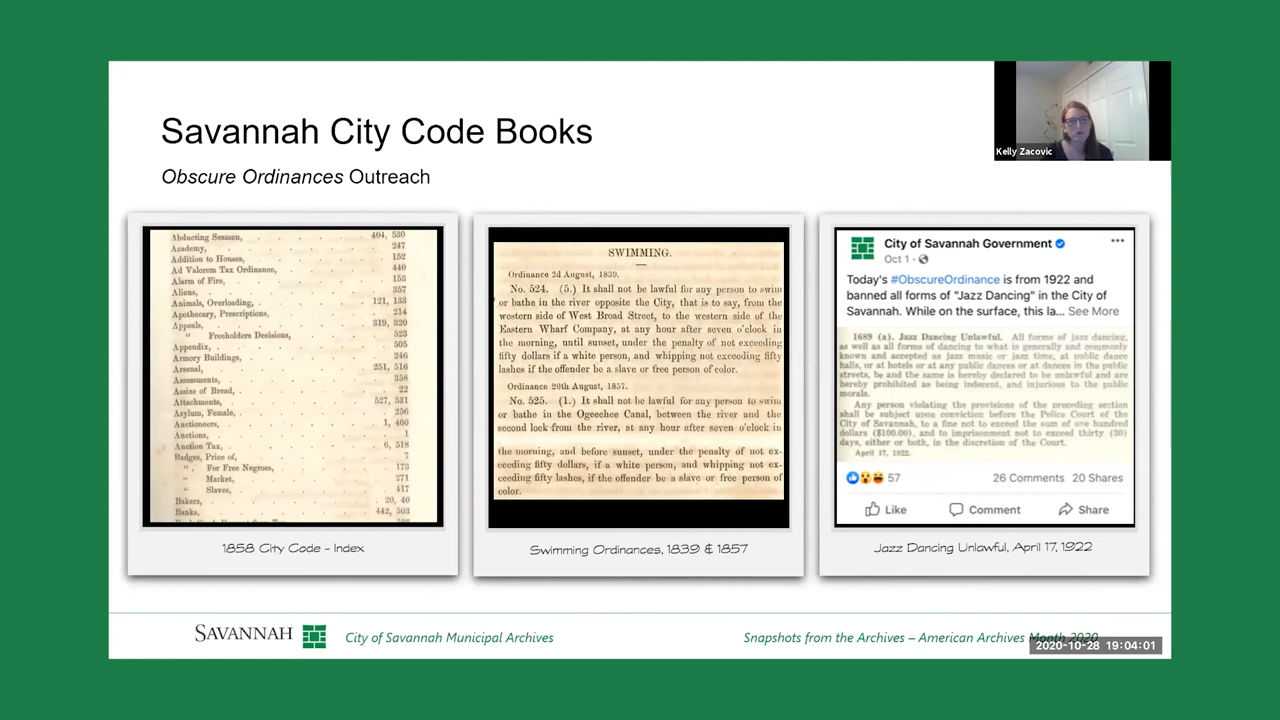 Savannah City Code Books
Obscure Ordinances Outreach
Kelly Zacovic
Abducting Seamen, 404, 530
Academy, 247
Addition to Houses, 152
Ad Valorem Tax Ordinance, 440
Alarm of Fire, 153
Aliens, 357
Animals, Overloading, 121, 133
Apothecary, Prescriptions, 214
Appeals, 319, 320
" Freeholders Decisions, 523
Appendix, 505
Armory Buildings, 246
Arsenal, 251, 516
Assessments, 358
Assize of Bread, 22
Attachments, 527, 531
Asylum, Female, 256
Auctioneers, 1, 460
Auctions, 1
Auction Tax, 6, 518
Badges, Price of, 7
" For Free Negroes, 173
" Market, 271
" Slaves, 417
Bakers, 20, 40
Banks, 442, 503
1858 City Code - Index
SWIMMING.
Ordinance 2d August, 1839.
No. 524. (5.) It shall not be lawful for any person to swim
or bathe in the river opposite the City, that is to say, from the
western side of West Broad Street, to the western side of the
Eastern Wharf Company, at any hour after seven o'clock in
the morning, until sunset, under the penalty of not exceeding
fifty dollars if a white person, and whipping not exceeding fifty
lashes if the offender be a slave or free person of color.
Ordinance 20th August, 1857.
No. 525. (1.) It shall not be lawful for any person to swim
or bathe in the Ogeechee Canal, between the river and the
second lock from the river, at any hour after seven o'clock in
the morning, and before sunset, under the penalty of not ex-
ceeding fifty dollars, if a white person, and whipping not ex-
ceeding fifty lashes, if the offender be a slave or free person of
color.
Swimming Ordinances, 1839 & 1857
City of Savannah Government
Oct 1 ·
Today's #ObscureOrdinance is from 1922 and
banned all forms of "Jazz Dancing" in the City of
Savannah. While on the surface, this la... See More
1689 (a). Jazz Dancing Unlawful. All forms of jazz dancing,
as well as all forms of dancing to what is generally and commonly
known and accepted as jazz music or jazz time, at public dance
halls, or at hotels or at any public dances or at dances in the public
streets, be and the same is hereby declared to be unlawful and are
hereby prohibited as being indecent, and injurious to the public
morals.
Any person violating the provisions of the preceding section
shall be subject upon conviction before the Police Court of the
City of Savannah, to a fine not to exceed the sum of one hundred
dollars ($100.00), and to imprisonment not to exceed thirty (30)
days, either or both, in the discretion of the Court.
April 17, 1922.
57 26 Comments 20 Shares
Like Comment Share
Jazz Dancing Unlawful, April 17, 1922
SAVANNAH
City of Savannah Municipal Archives
Snapshots from the Archives – American Archives Month 2020
2020-10-28 19:04:01